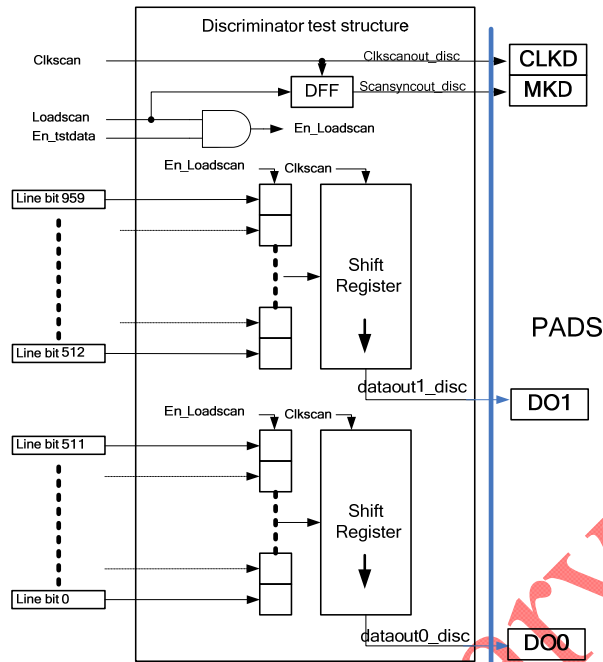 Discriminator test structure
Clkscan
Clkscanout_disc
CLKD
DFF
Scansyncout_disc
MKD
Loadscan
En_tstdata
En_Loadscan
En_Loadscan
Clkscan
Line bit 959
Shift
Register
PADS
Line bit 512
dataout1_disc
DO1
En_Loadscan
Clkscan
Line bit 511
Shift
Register
Line bit 0
dataout0_disc
DO0